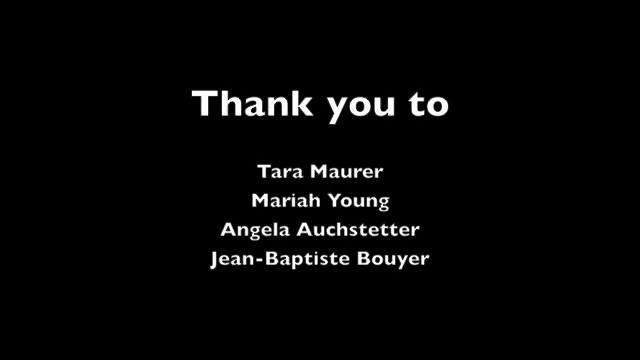 Thank you to
Tara Maurer
Mariah Young
Angela Auchstetter
Jean-Baptiste Bouyer